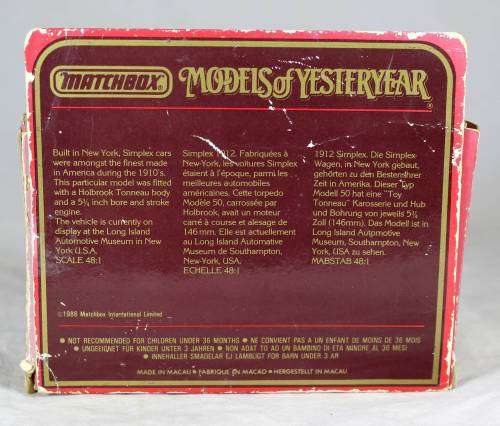 MATCHBOX®
MODELS of YESTERYEAR®
Built in New York, Simplex cars
were amongst the finest made
in America during the 1910's.
This particular model was fitted
with a Holbrook Tonneau body
and a 5¾ inch bore and stroke
engine.
The vehicle is currently on
display at the Long Island
Automotive Museum in New
York U.S.A.
SCALE 48:1
Simplex 1912. Fabriquées à
New-York, les voitures Simplex
étaient à l'époque, parmi les
meilleures automobiles
américaines. Cette torpedo
Modèle 50, carrossée par
Holbrook, avait un moteur
carré à course et alésage de
146 mm. Elle est actuellement
au Long Island Automotive
Museum de Southampton,
New-York, USA.
ECHELLE 48:1
1912 Simplex. Die Simplex-
Wagen, in New York gebaut,
gehörten zu den Besten ihrer
Zeit in Amerika. Dieser Typ
Modell 50 hat eine "Toy
Tonneau" Karosserie und Hub
und Bohrung von jeweils 5¾
Zoll (146mm). Das Modell ist in
Long Island Automotive
Museum, Southampton, New
York, USA zu sehen.
MABSTAB 48:1
©1988 Matchbox International Limited
• NOT RECOMMENDED FOR CHILDREN UNDER 36 MONTHS • NE CONVIENT PAS A UN ENFANT DE MOINS DE 36 MOIS
• UNGEEIGNET FÜR KINDER UNTER 3 JAHREN • NON ADATTO AD UN BAMBINO DI ETA MINORE AL 36 MEGI
• INNEHALLER SMADELAR EJ LAMBLIGT FOR BARN UNDER 3 AR
MADE IN MACAU • FABRIQUE EN MACAO • HERGESTELLT IN MACAU